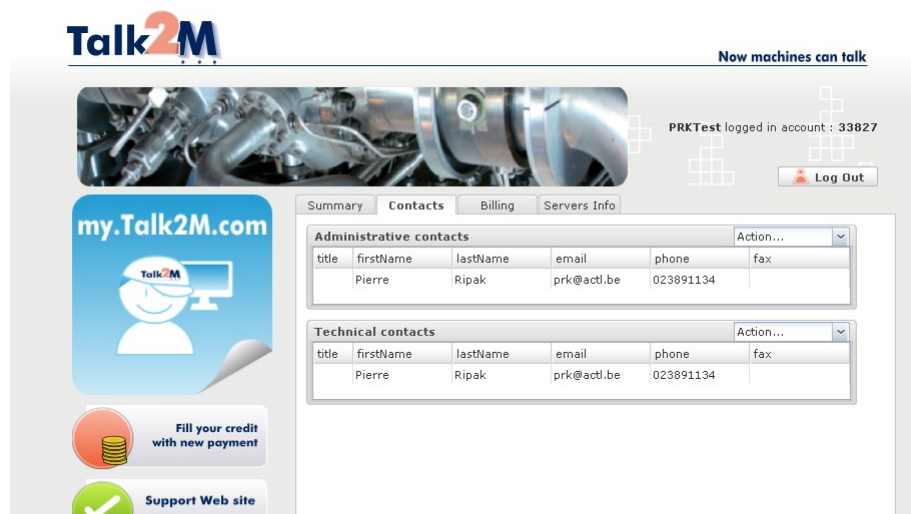 Talk2M
Now machines can talk
PRKTest logged in account : 33827
Log Out
my.Talk2M.com
Talk2M
Summary Contacts Billing Servers Info
Administrative contacts Action...
title firstName lastName email phone fax
Pierre Ripak prk@actl.be 023891134
Technical contacts Action...
title firstName lastName email phone fax
Pierre Ripak prk@actl.be 023891134
Fill your credit
with new payment
Support Web site